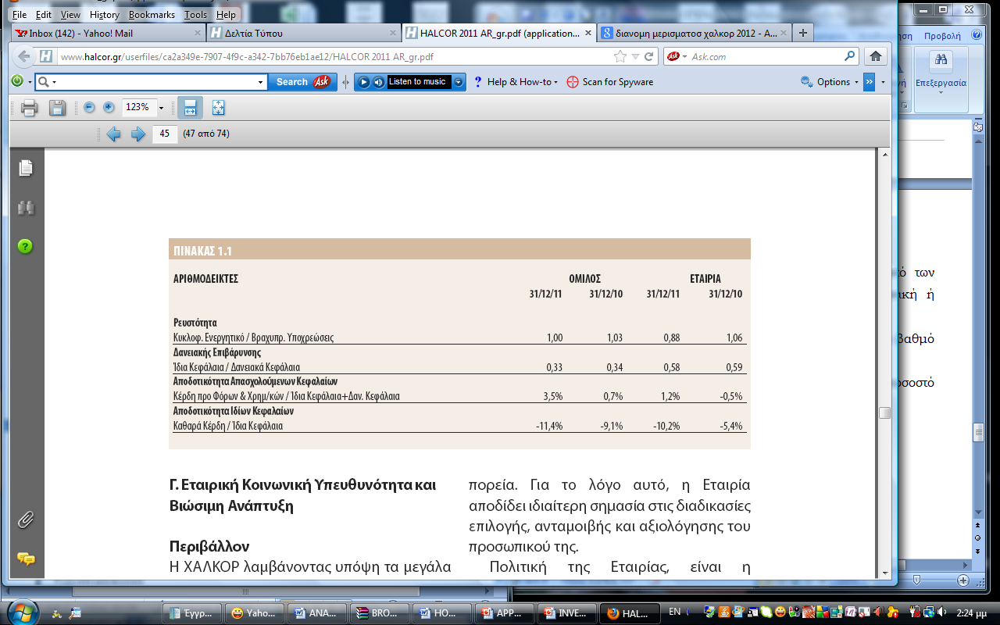 File Edit View History Bookmarks Tools Help
Inbox (142) - Yahoo! Mail
Δελτία Τύπου
HALCOR 2011 AR_gr.pdf (application...
διανομη μερισματοσ χαλκορ 2012 - Α...
www.halcor.gr/userfiles/ca2a349e-7907-4f9c-a342-7bb76eb1ae12/HALCOR 2011 AR_gr.pdf
Ask Ask.com
Search Ask Listen to music Help & How-to Scan for Spyware Options
123%
45 (47 από 74)
Προβολή
Επεξεργασία
ΠΙΝΑΚΑΣ 1.1
ΑΡΙΘΜΟΔΕΙΚΤΕΣ ΟΜΙΛΟΣ ΕΤΑΙΡΙΑ
31/12/11 31/12/10 31/12/11 31/12/10
Ρευστότητα
Κυκλοφ. Ενεργητικό / Βραχυπρ. Υποχρεώσεις 1,00 1,03 0,88 1,06
Δανειακής Επιβάρυνσης
Ίδια Κεφάλαια / Δανειακά Κεφάλαια 0,33 0,34 0,58 0,59
Αποδοτικότητα Απασχολούμενων Κεφαλαίων
Κέρδη προ Φόρων & Χρημ/κών / Ίδια Κεφάλαια+Δαν. Κεφάλαια 3,5% 0,7% 1,2% -0,5%
Αποδοτικότητα Ιδίων Κεφαλαίων
Καθαρά Κέρδη / Ίδια Κεφάλαια -11,4% -9,1% -10,2% -5,4%
Γ. Εταιρική Κοινωνική Υπευθυνότητα και
Βιώσιμη Ανάπτυξη
Περιβάλλον
Η ΧΑΛΚΟΡ λαμβάνοντας υπόψη τα μεγάλα
πορεία. Για το λόγο αυτό, η Εταιρία
αποδίδει ιδιαίτερη σημασία στις διαδικασίες
επιλογής, ανταμοιβής και αξιολόγησης του
προσωπικού της.
Πολιτική της Εταιρίας, είναι η
των
ή
Έγγρ... Yaho... ANA... BRO... HO... APP... INVE... HAL... EN 2:24 μμ